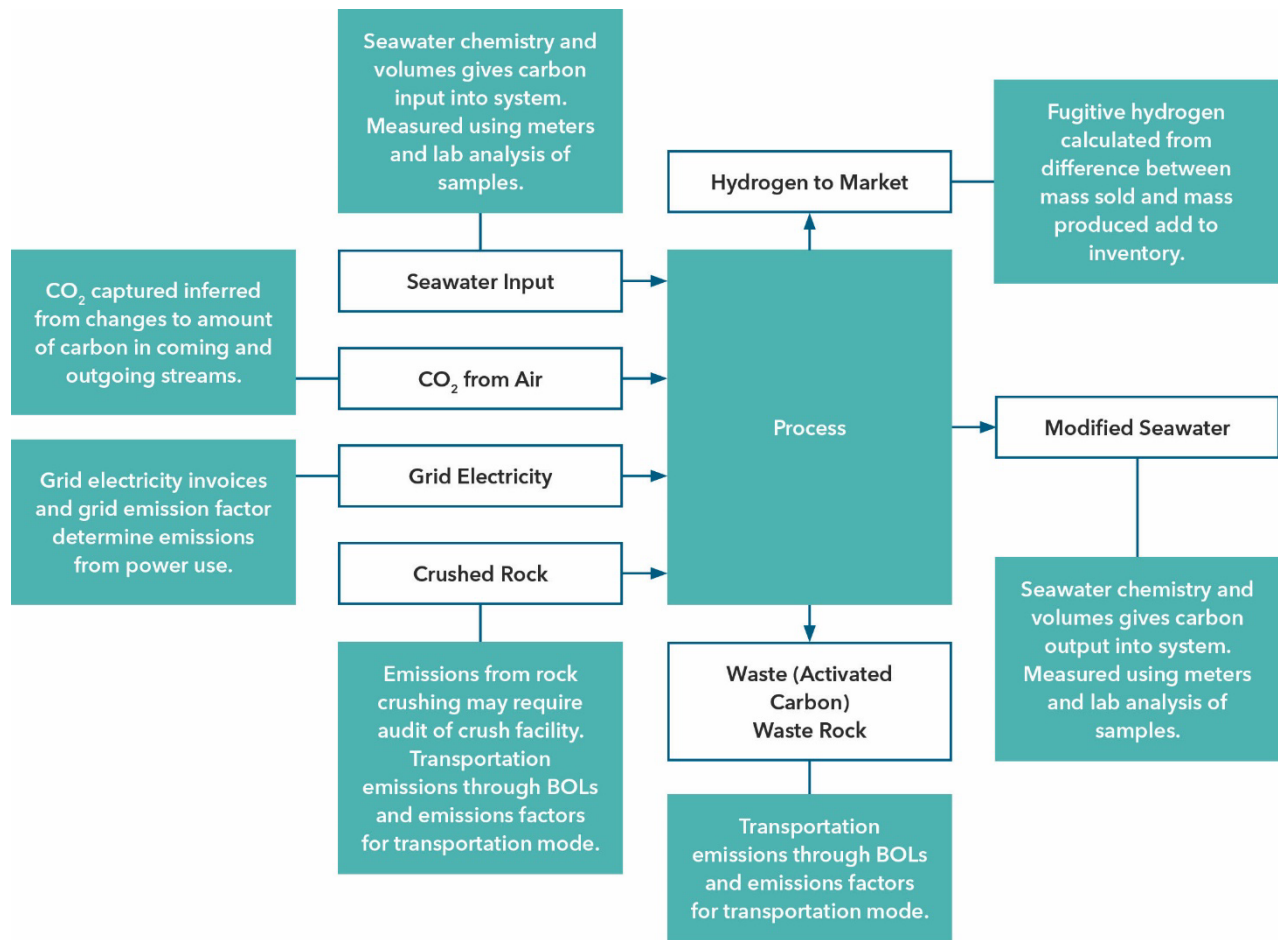 Seawater chemistry and
volumes gives carbon
input into system.
Measured using meters
and lab analysis of
samples.
Hydrogen to Market
Fugitive hydrogen
calculated from
difference between
mass sold and mass
produced add to
inventory.
Seawater Input
CO₂ captured inferred
from changes to amount
of carbon in coming and
outgoing streams.
CO₂ from Air
Process
Modified Seawater
Grid electricity invoices
and grid emission factor
determine emissions
from power use.
Grid Electricity
Crushed Rock
Emissions from rock
crushing may require
audit of crush facility.
Transportation
emissions through BOLs
and emissions factors
for transportation mode.
Waste (Activated
Carbon)
Waste Rock
Transportation
emissions through BOLs
and emissions factors
for transportation mode.
Seawater chemistry and
volumes gives carbon
output into system.
Measured using meters
and lab analysis of
samples.